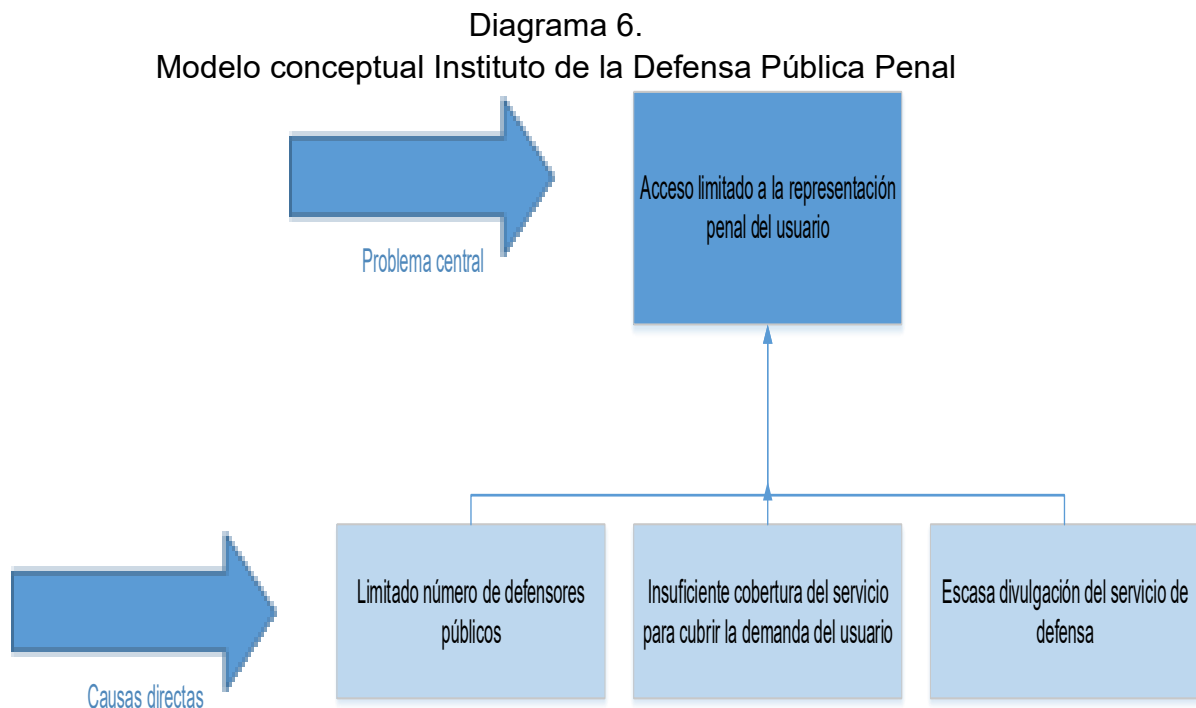 Diagrama 6.
Modelo conceptual Instituto de la Defensa Pública Penal
Acceso limitado a la representación
penal del usuario
Problema central
Limitado número de defensores
públicos
Insuficiente cobertura del servicio
para cubrir la demanda del usuario
Escasa divulgación del servicio de
defensa
Causas directas